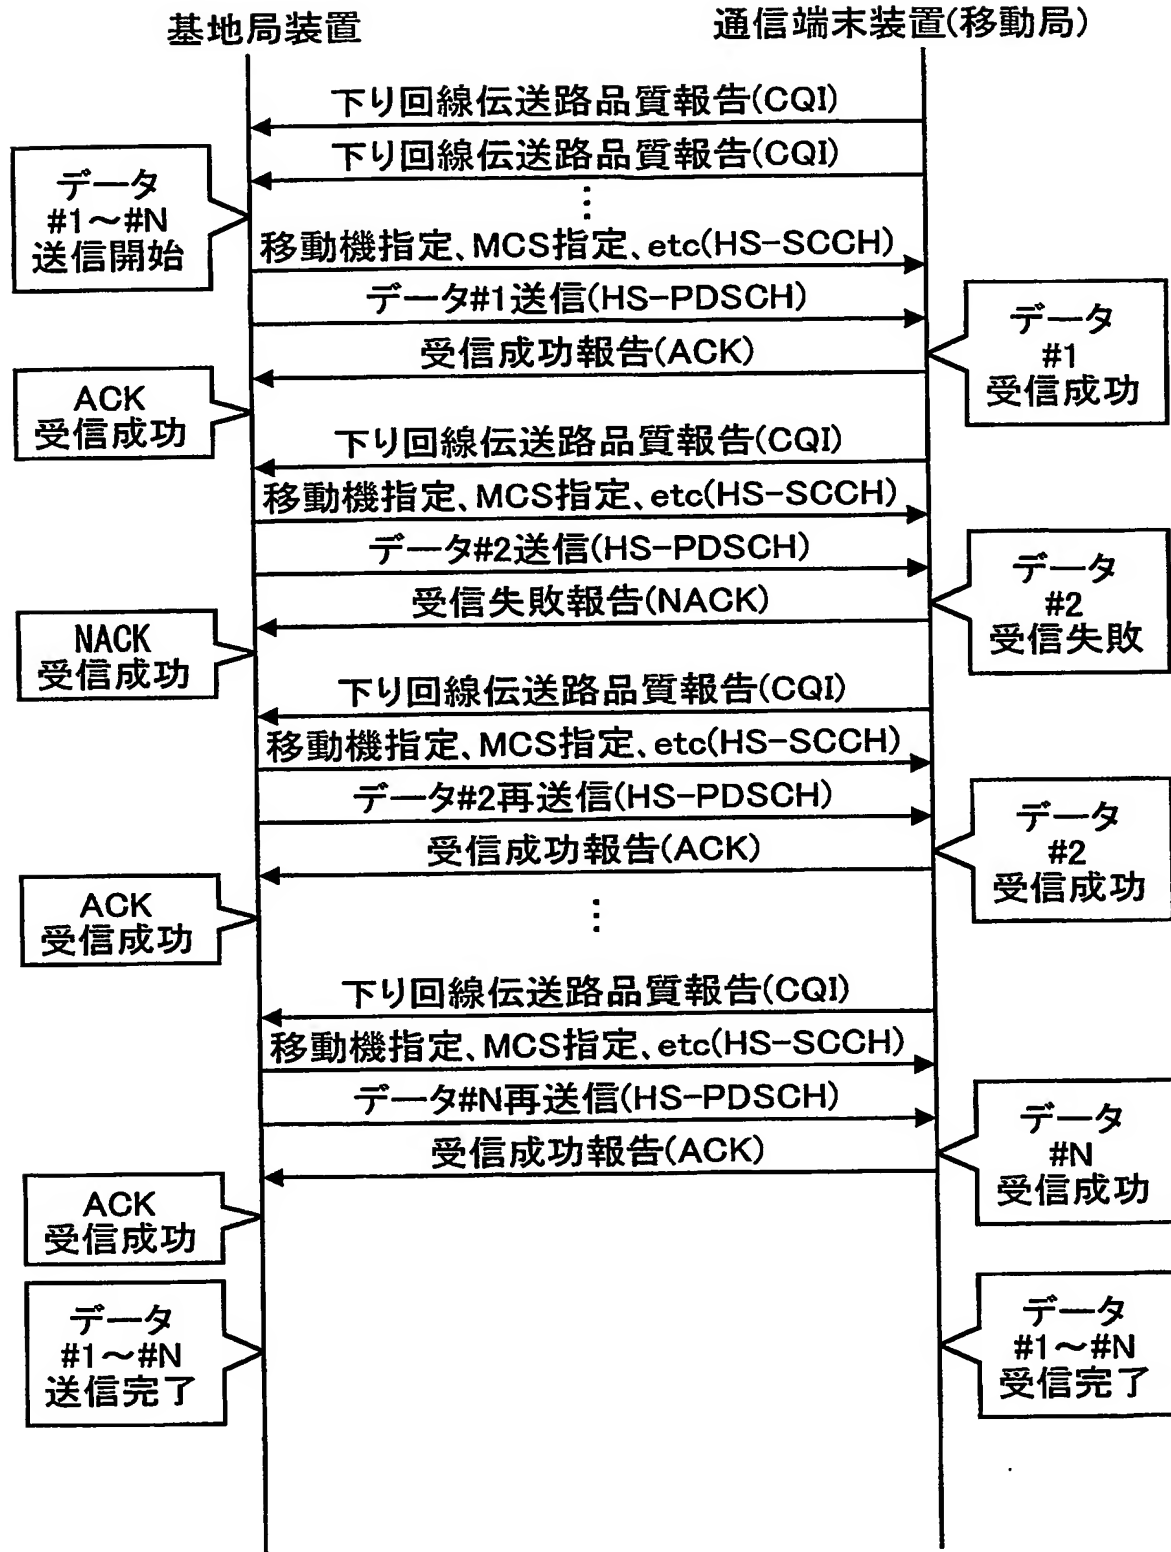 基地局装置
通信端末装置(移動局)
下り回線伝送路品質報告(CQI)
下り回線伝送路品質報告(CQI)
データ
#1～#N
送信開始
移動機指定、MCS指定、etc(HS-SCCH)
データ#1送信(HS-PDSCH)
データ
#1
受信成功
受信成功報告(ACK)
ACK
受信成功
下り回線伝送路品質報告(CQI)
移動機指定、MCS指定、etc(HS-SCCH)
データ#2送信(HS-PDSCH)
データ
#2
受信失敗
受信失敗報告(NACK)
NACK
受信成功
下り回線伝送路品質報告(CQI)
移動機指定、MCS指定、etc(HS-SCCH)
データ#2再送信(HS-PDSCH)
データ
#2
受信成功
受信成功報告(ACK)
ACK
受信成功
下り回線伝送路品質報告(CQI)
移動機指定、MCS指定、etc(HS-SCCH)
データ#N再送信(HS-PDSCH)
データ
#N
受信成功
受信成功報告(ACK)
ACK
受信成功
データ
#1～#N
送信完了
データ
#1～#N
受信完了